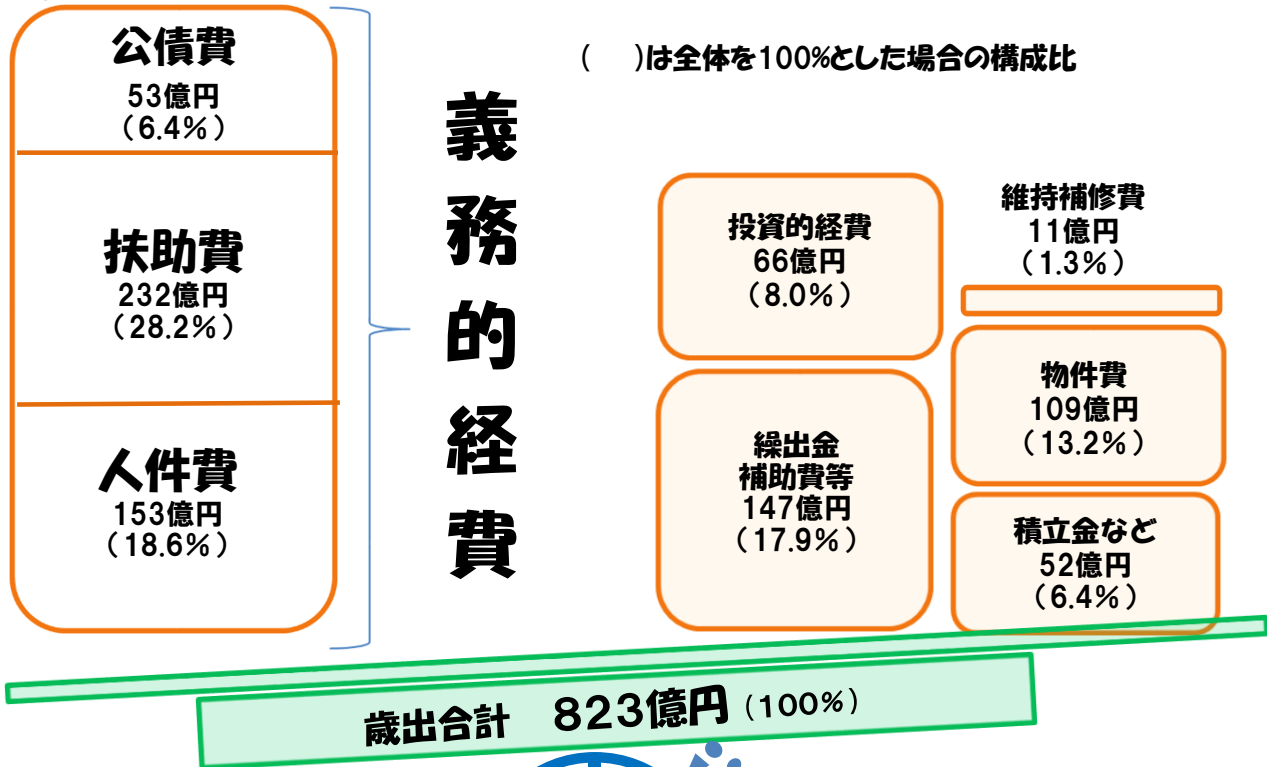 公債費
53億円
（6.4%）
扶助費
232億円
（28.2%）
人件費
153億円
（18.6%）
義務的経費
(　)は全体を100%とした場合の構成比
投資的経費
66億円
（8.0%）
繰出金
補助費等
147億円
（17.9%）
維持補修費
11億円
（1.3%）
物件費
109億円
（13.2%）
積立金など
52億円
（6.4%）
歳出合計　823億円（100%）